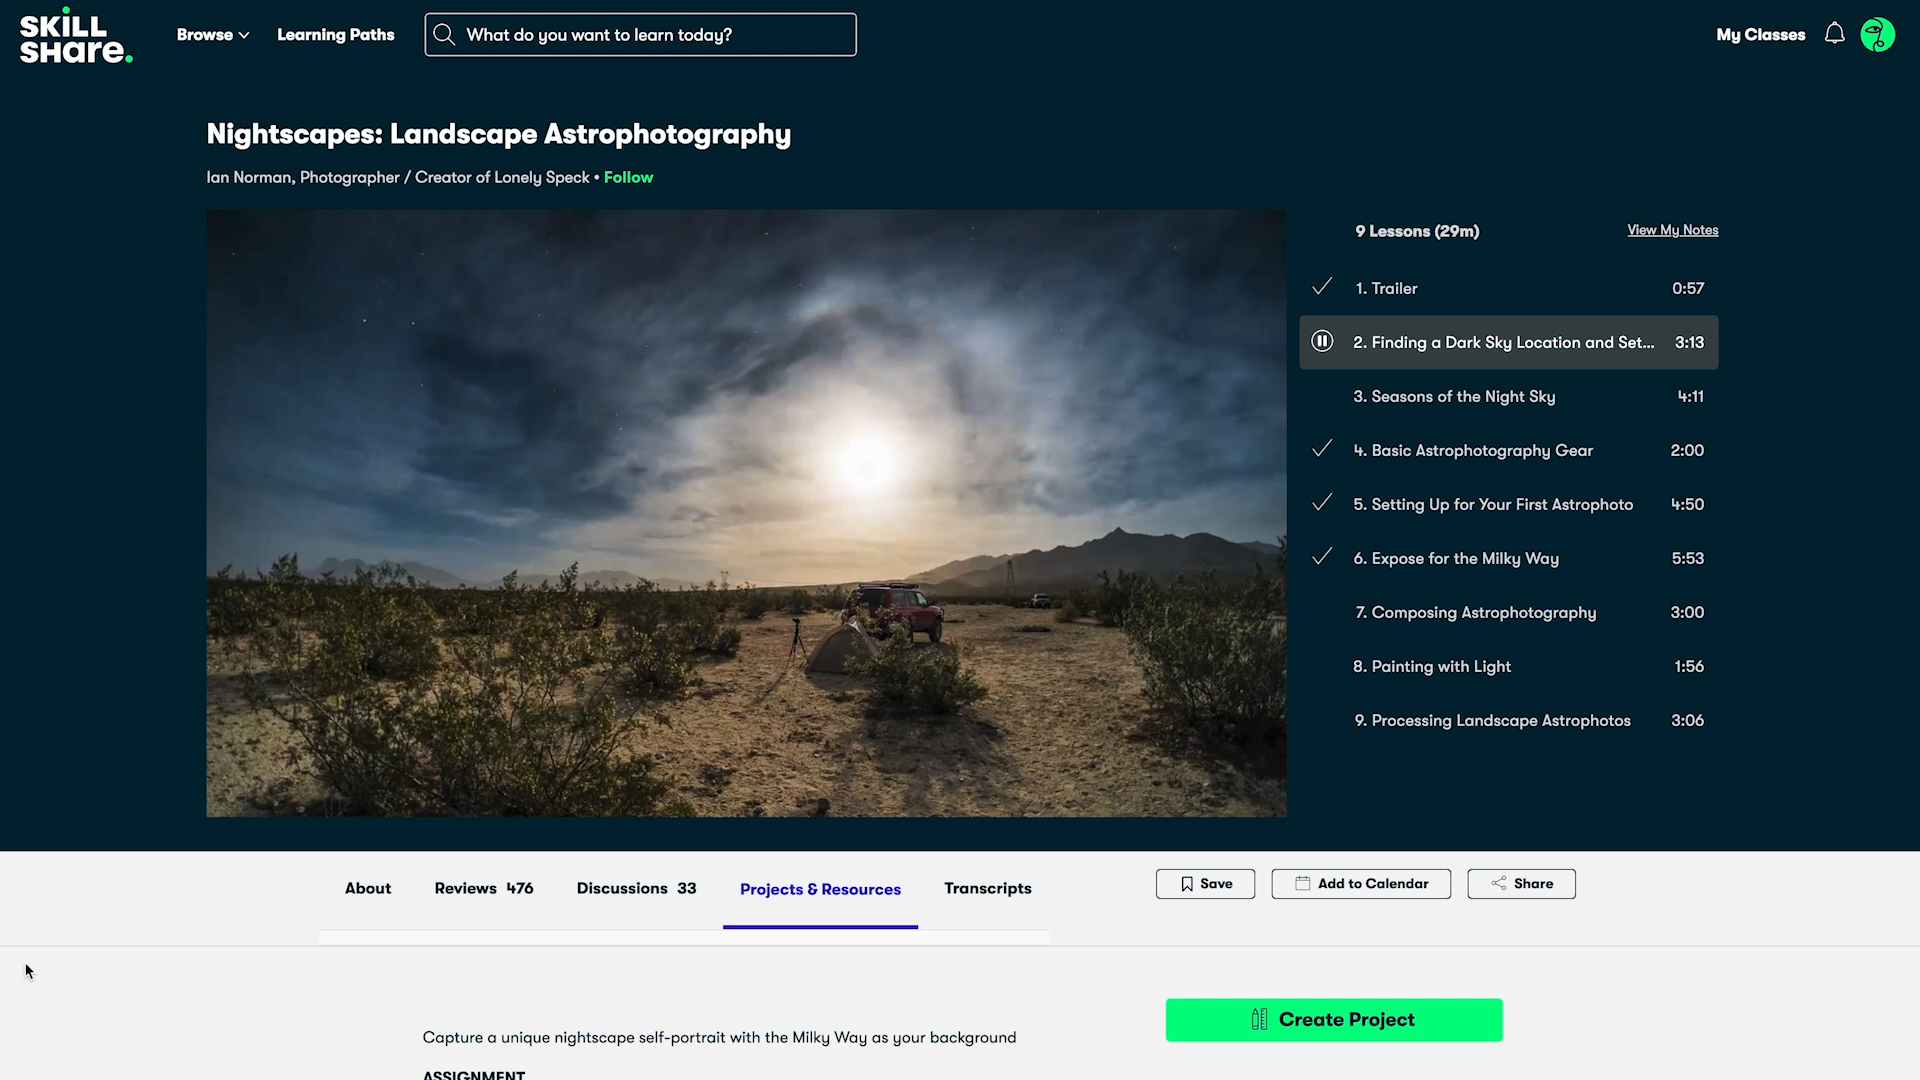 SKILL
SHARE.
Browse
Learning Paths
What do you want to learn today?
My Classes
Nightscapes: Landscape Astrophotography
Ian Norman, Photographer / Creator of Lonely Speck • Follow
9 Lessons (29m)
View My Notes
1. Trailer 0:57
2. Finding a Dark Sky Location and Set... 3:13
3. Seasons of the Night Sky 4:11
4. Basic Astrophotography Gear 2:00
5. Setting Up for Your First Astrophoto 4:50
6. Expose for the Milky Way 5:53
7. Composing Astrophotography 3:00
8. Painting with Light 1:56
9. Processing Landscape Astrophotos 3:06
About
Reviews 476
Discussions 33
Projects & Resources
Transcripts
Save
Add to Calendar
Share
Create Project
Capture a unique nightscape self-portrait with the Milky Way as your background
ASSIGNMENT